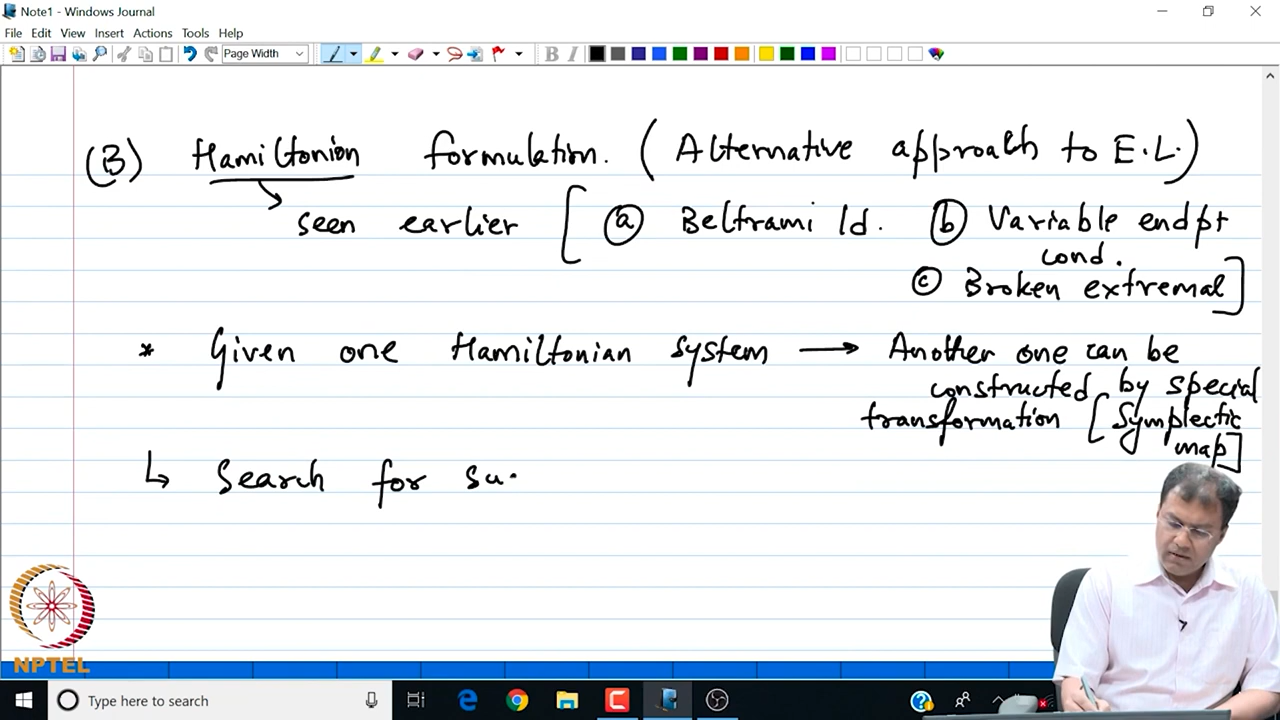 Note1 - Windows Journal
File Edit View Insert Actions Tools Help
Page Width B I
(B) Hamiltonion formulation. (Alternative approach to E.L.)
seen earlier [ (a) Beltrami Id. (b) Variable endpt
cond.
(c) Broken extremal ]
* Given one Hamiltonian system → Another one can be
constructed by special
transformation [Symplectic
map]
↳ Search for su
NPTEL
Type here to search